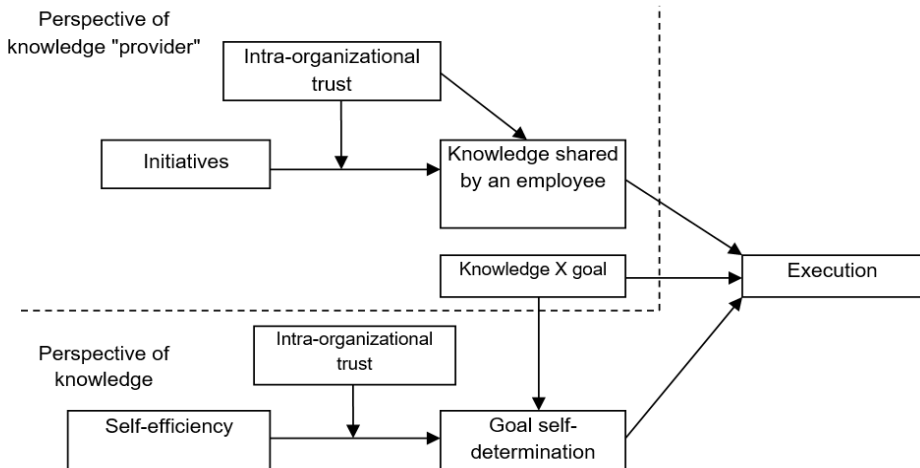 Perspective of
knowledge "provider"
Intra-organizational
trust
Initiatives
Knowledge shared
by an employee
Knowledge X goal
Execution
Perspective of
knowledge
Intra-organizational
trust
Self-efficiency
Goal self-
determination